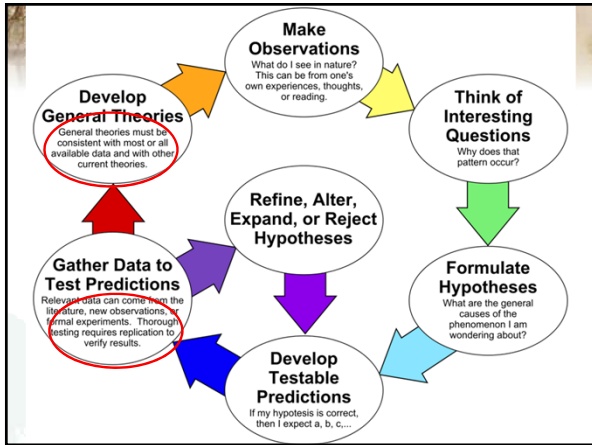 Make
Observations
What do I see in nature?
This can be from one's
own experiences, thoughts,
or reading.
Think of
Interesting
Questions
Why does that
pattern occur?
Formulate
Hypotheses
What are the general
causes of the
phenomenon I am
wondering about?
Develop
Testable
Predictions
If my hypotesis is correct,
then I expect a, b, c,...
Gather Data to
Test Predictions
Relevant data can come from the
literature, new observations, or
formal experiments. Thorough
testing requires replication to
verify results.
Refine, Alter,
Expand, or Reject
Hypotheses
Develop
General Theories
General theories must be
consistent with most or all
available data and with other
current theories.